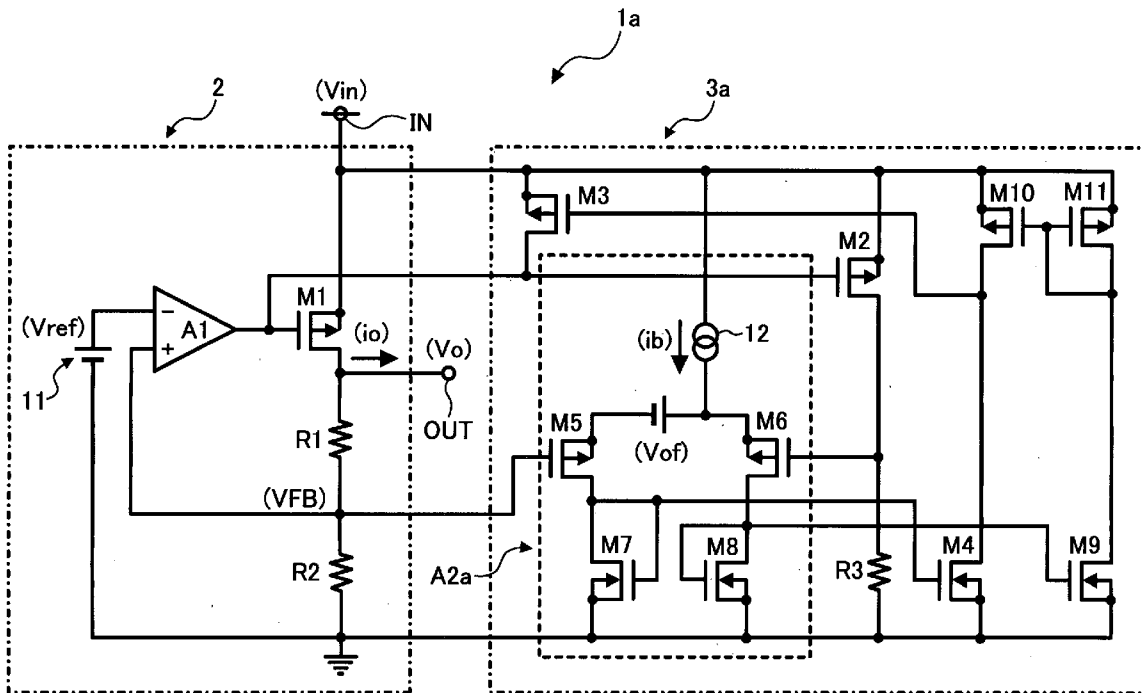 1a
2
3a
(Vin)
IN
M3
M10
M11
M2
M1
(Vref)
−
A1
+
(io)
(Vo)
(ib)
12
11
OUT
R1
M5
M6
(Vof)
(VFB)
M7
M8
M4
M9
R2
A2a
R3